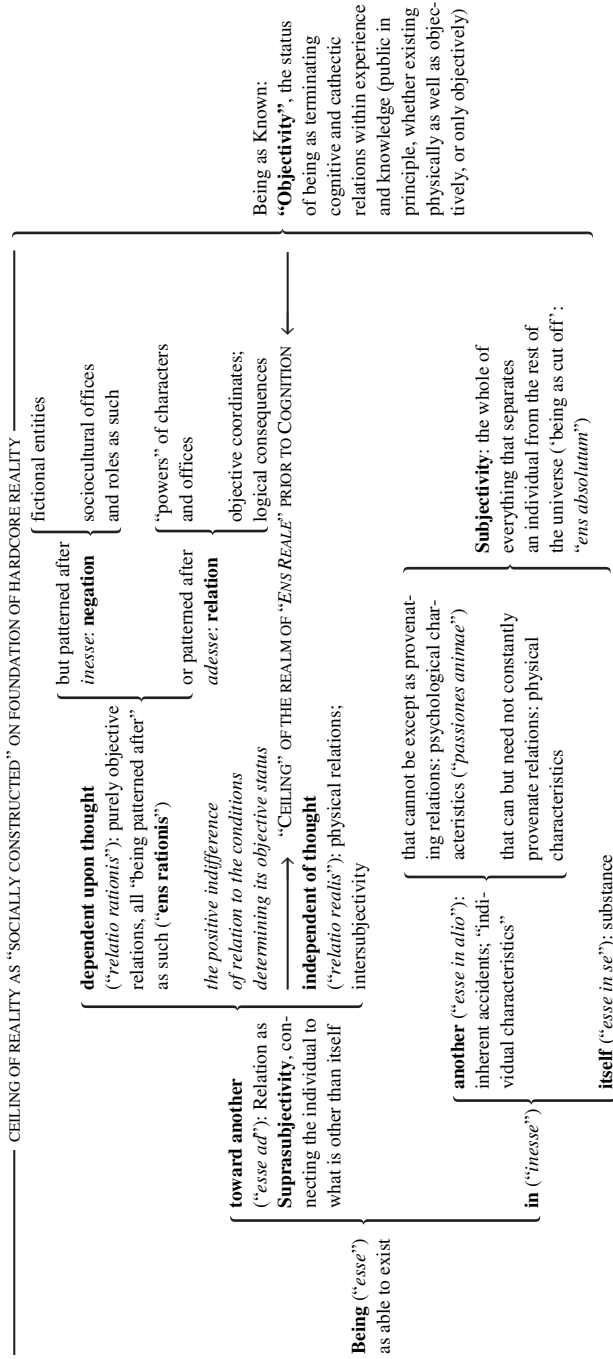 CEILING OF REALITY AS “SOCIALLY CONSTRUCTED” ON FOUNDATION OF HARDCORE REALITY
Being (“esse”)
as able to exist
toward another
(“esse ad”): Relation as
Suprasubjectivity, con-
necting the individual to
what is other than itself
dependent upon thought
(“relatio rationis”): purely objective
relations, all “being patterned after”
as such (“ens rationis”)
but patterned after
inesse: negation
fictional entities
sociocultural offices
and roles as such
or patterned after
adesse: relation
“powers” of characters
and offices
objective coordinates;
logical consequences
the positive indifference
of relation to the conditions
determining its objective status
“CEILING” OF THE REALM OF “ENS REALE” PRIOR TO COGNITION
independent of thought
(“relatio realis”): physical relations;
intersubjectivity
in (“inesse”)
another (“esse in alio”):
inherent accidents; “indi-
vidual characteristics”
that cannot be except as provenat-
ing relations: psychological char-
acteristics (“passiones animae”)
that can but need not constantly
provenate relations: physical
characteristics
itself (“esse in se”): substance
Subjectivity: the whole of
everything that separates
an individual from the rest of
the universe (‘being as cut off’:
“ens absolutum”)
Being as Known:
“Objectivity”, the status
of being as terminating
cognitive and cathectic
relations within experience
and knowledge (public in
principle, whether existing
physically as well as objec-
tively, or only objectively)